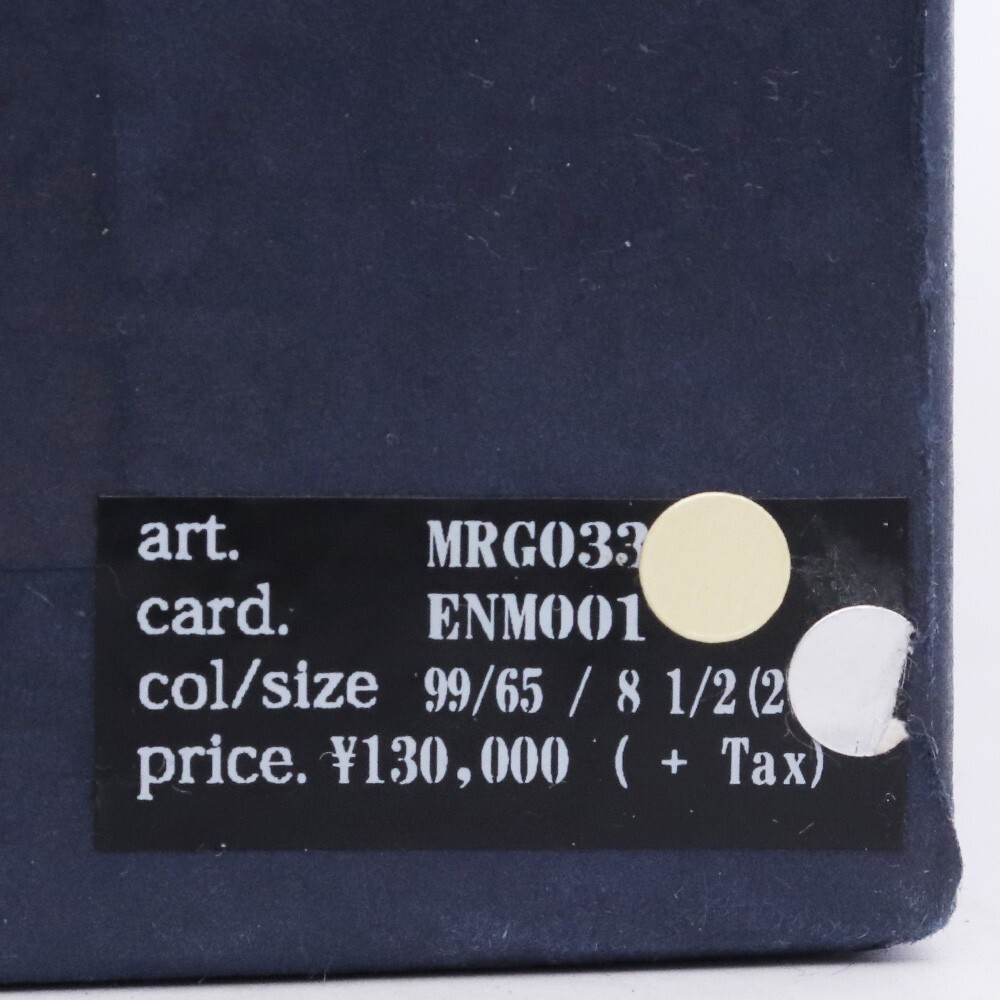 art. MRG033
card. ENM001
col/size 99/65 / 8 1/2(2
price. ¥130,000 ( + Tax)